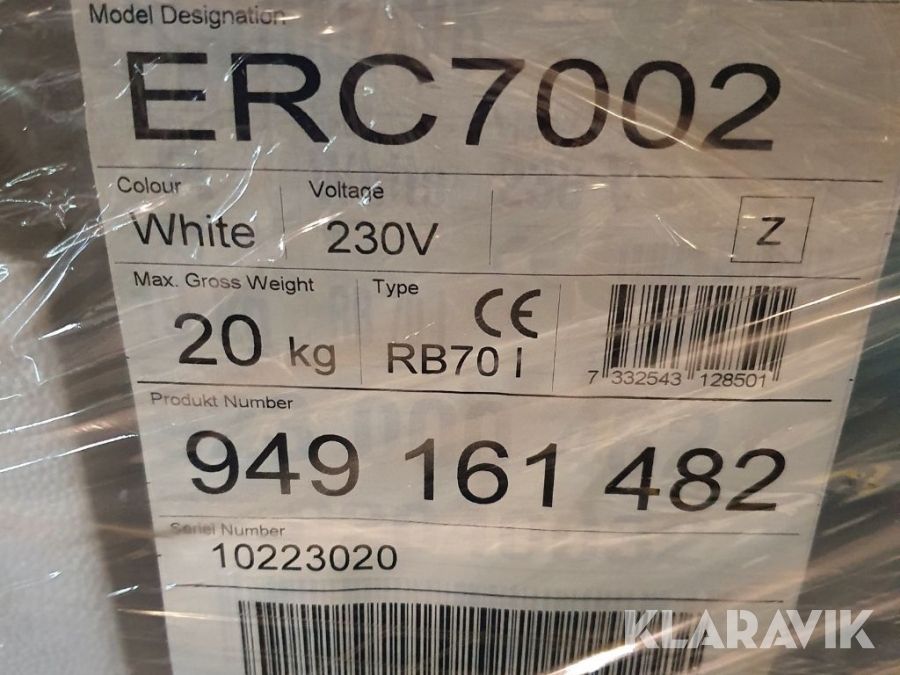 Model Designation
ERC7002
Colour
Voltage
White
230V
Z
Max. Gross Weight
Type
CE
20 kg
RB70 I
7 332543 128501
Produkt Number
949 161 482
Seriel Number
10223020
KLARAVIK